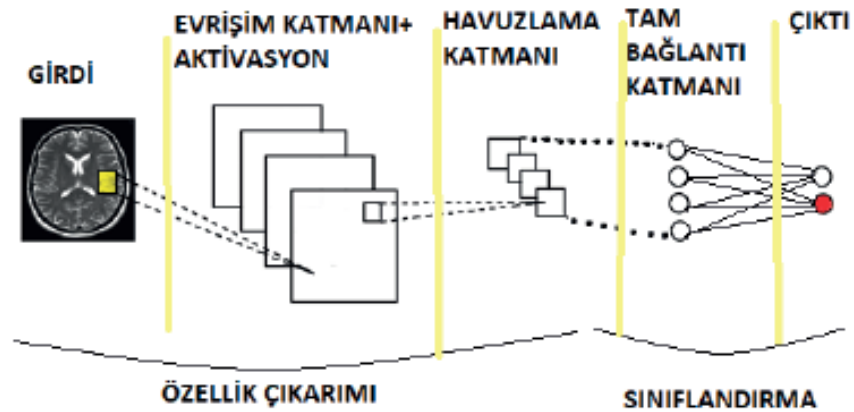 GİRDİ
EVRİŞİM KATMANI+
AKTİVASYON
HAVUZLAMA
KATMANI
TAM
BAĞLANTI
KATMANI
ÇIKTI
ÖZELLİK ÇIKARIMI
SINIFLANDIRMA